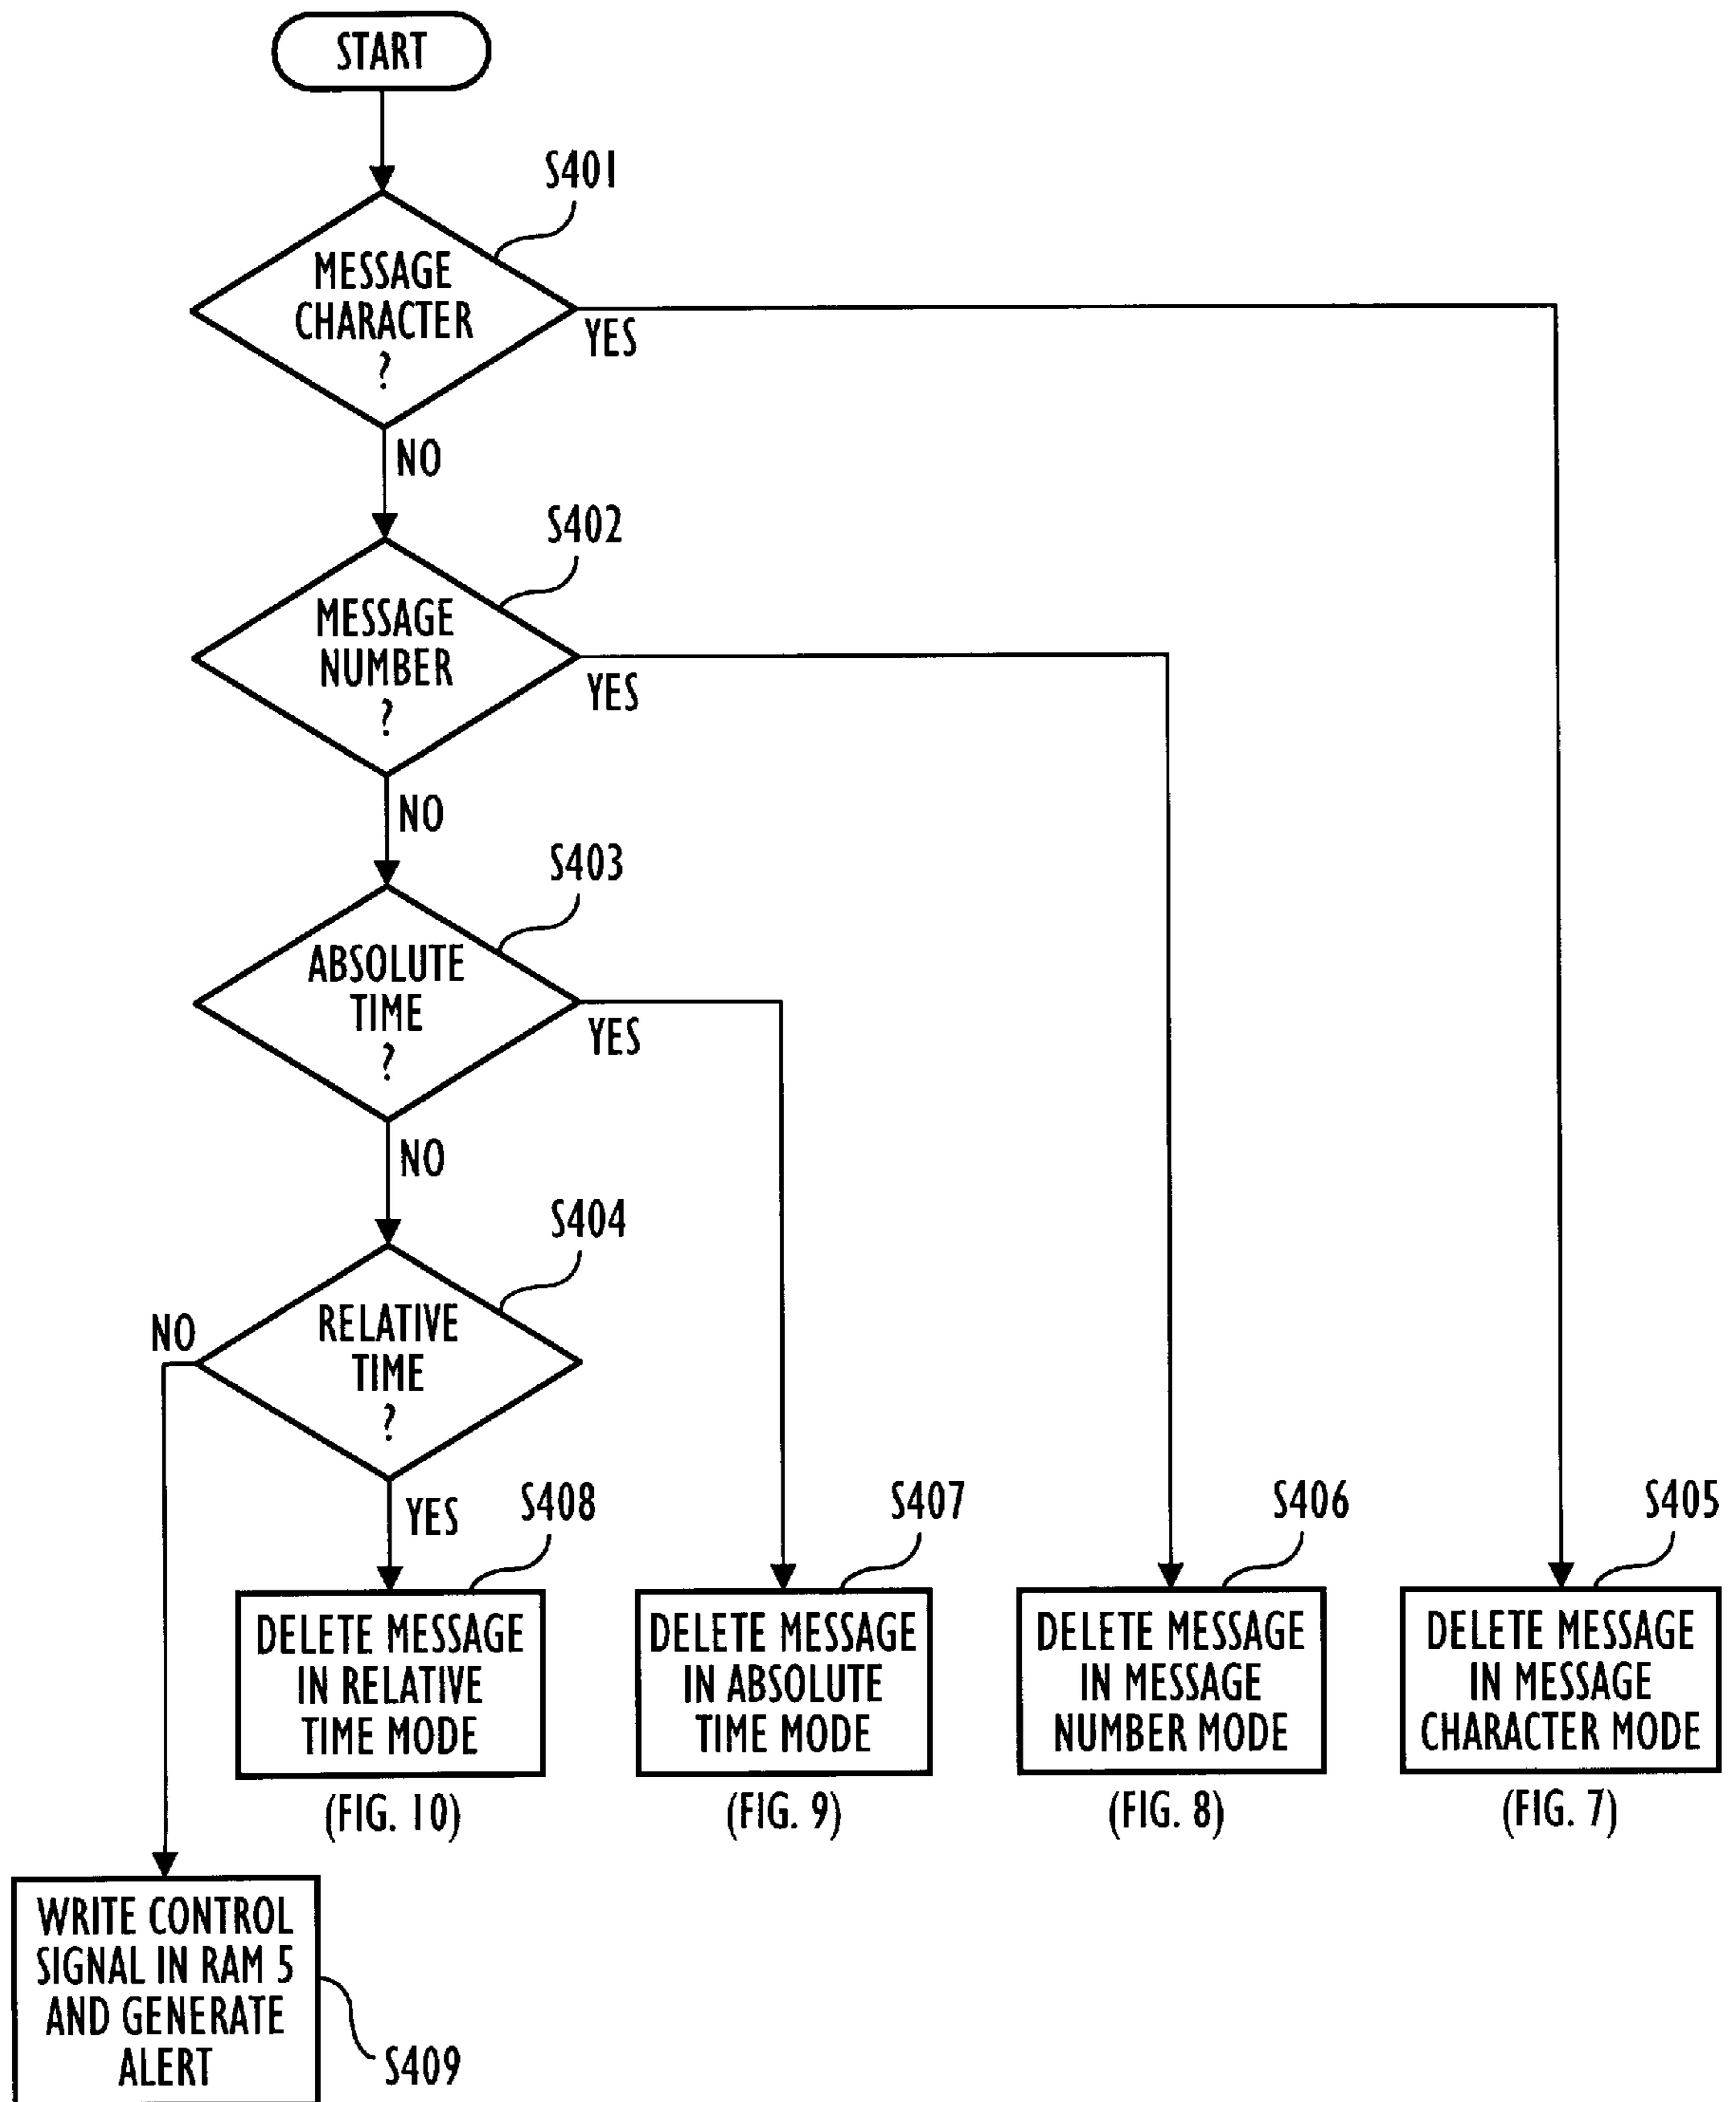 START
S401
MESSAGE
CHARACTER
?
YES
NO
S402
MESSAGE
NUMBER
?
YES
NO
S403
ABSOLUTE
TIME
?
YES
NO
S404
RELATIVE
TIME
?
NO
YES
S408
S407
S406
S405
DELETE MESSAGE
IN RELATIVE
TIME MODE
(FIG. 10)
DELETE MESSAGE
IN ABSOLUTE
TIME MODE
(FIG. 9)
DELETE MESSAGE
IN MESSAGE
NUMBER MODE
(FIG. 8)
DELETE MESSAGE
IN MESSAGE
CHARACTER MODE
(FIG. 7)
WRITE CONTROL
SIGNAL IN RAM 5
AND GENERATE
ALERT
S409